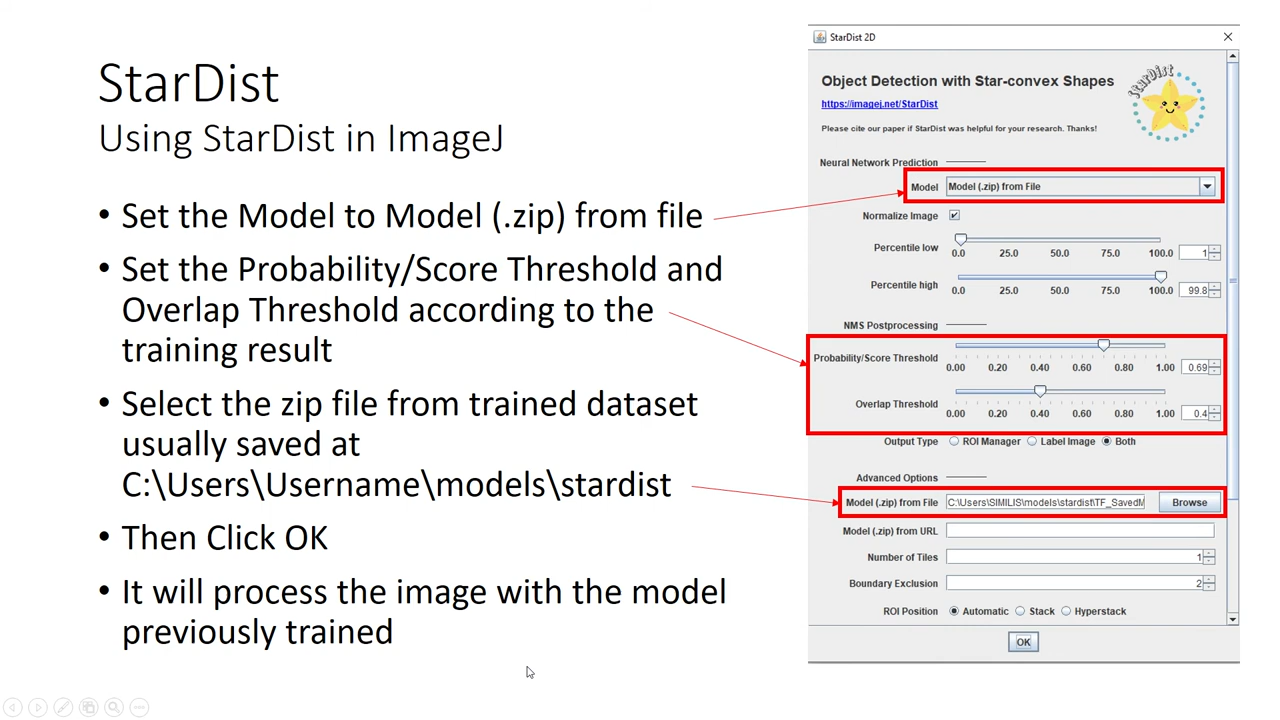 StarDist
Using StarDist in ImageJ
• Set the Model to Model (.zip) from file
• Set the Probability/Score Threshold and
Overlap Threshold according to the
training result
• Select the zip file from trained dataset
usually saved at
C:\Users\Username\models\stardist
• Then Click OK
• It will process the image with the model
previously trained
StarDist 2D
Object Detection with Star-convex Shapes
StarDist
https://imagej.net/StarDist
Please cite our paper if StarDist was helpful for your research. Thanks!
Neural Network Prediction
Model Model (.zip) from File
Normalize Image
Percentile low 1
0.0 25.0 50.0 75.0 100.0
Percentile high 99.8
0.0 25.0 50.0 75.0 100.0
NMS Postprocessing
Probability/Score Threshold 0.69
0.00 0.20 0.40 0.60 0.80 1.00
Overlap Threshold 0.4
0.00 0.20 0.40 0.60 0.80 1.00
Output Type ROI Manager Label Image Both
Advanced Options
Model (.zip) from File C:\Users\SIMILIS\models\stardist\TF_SavedM Browse
Model (.zip) from URL
Number of Tiles 1
Boundary Exclusion 2
ROI Position Automatic Stack Hyperstack
OK